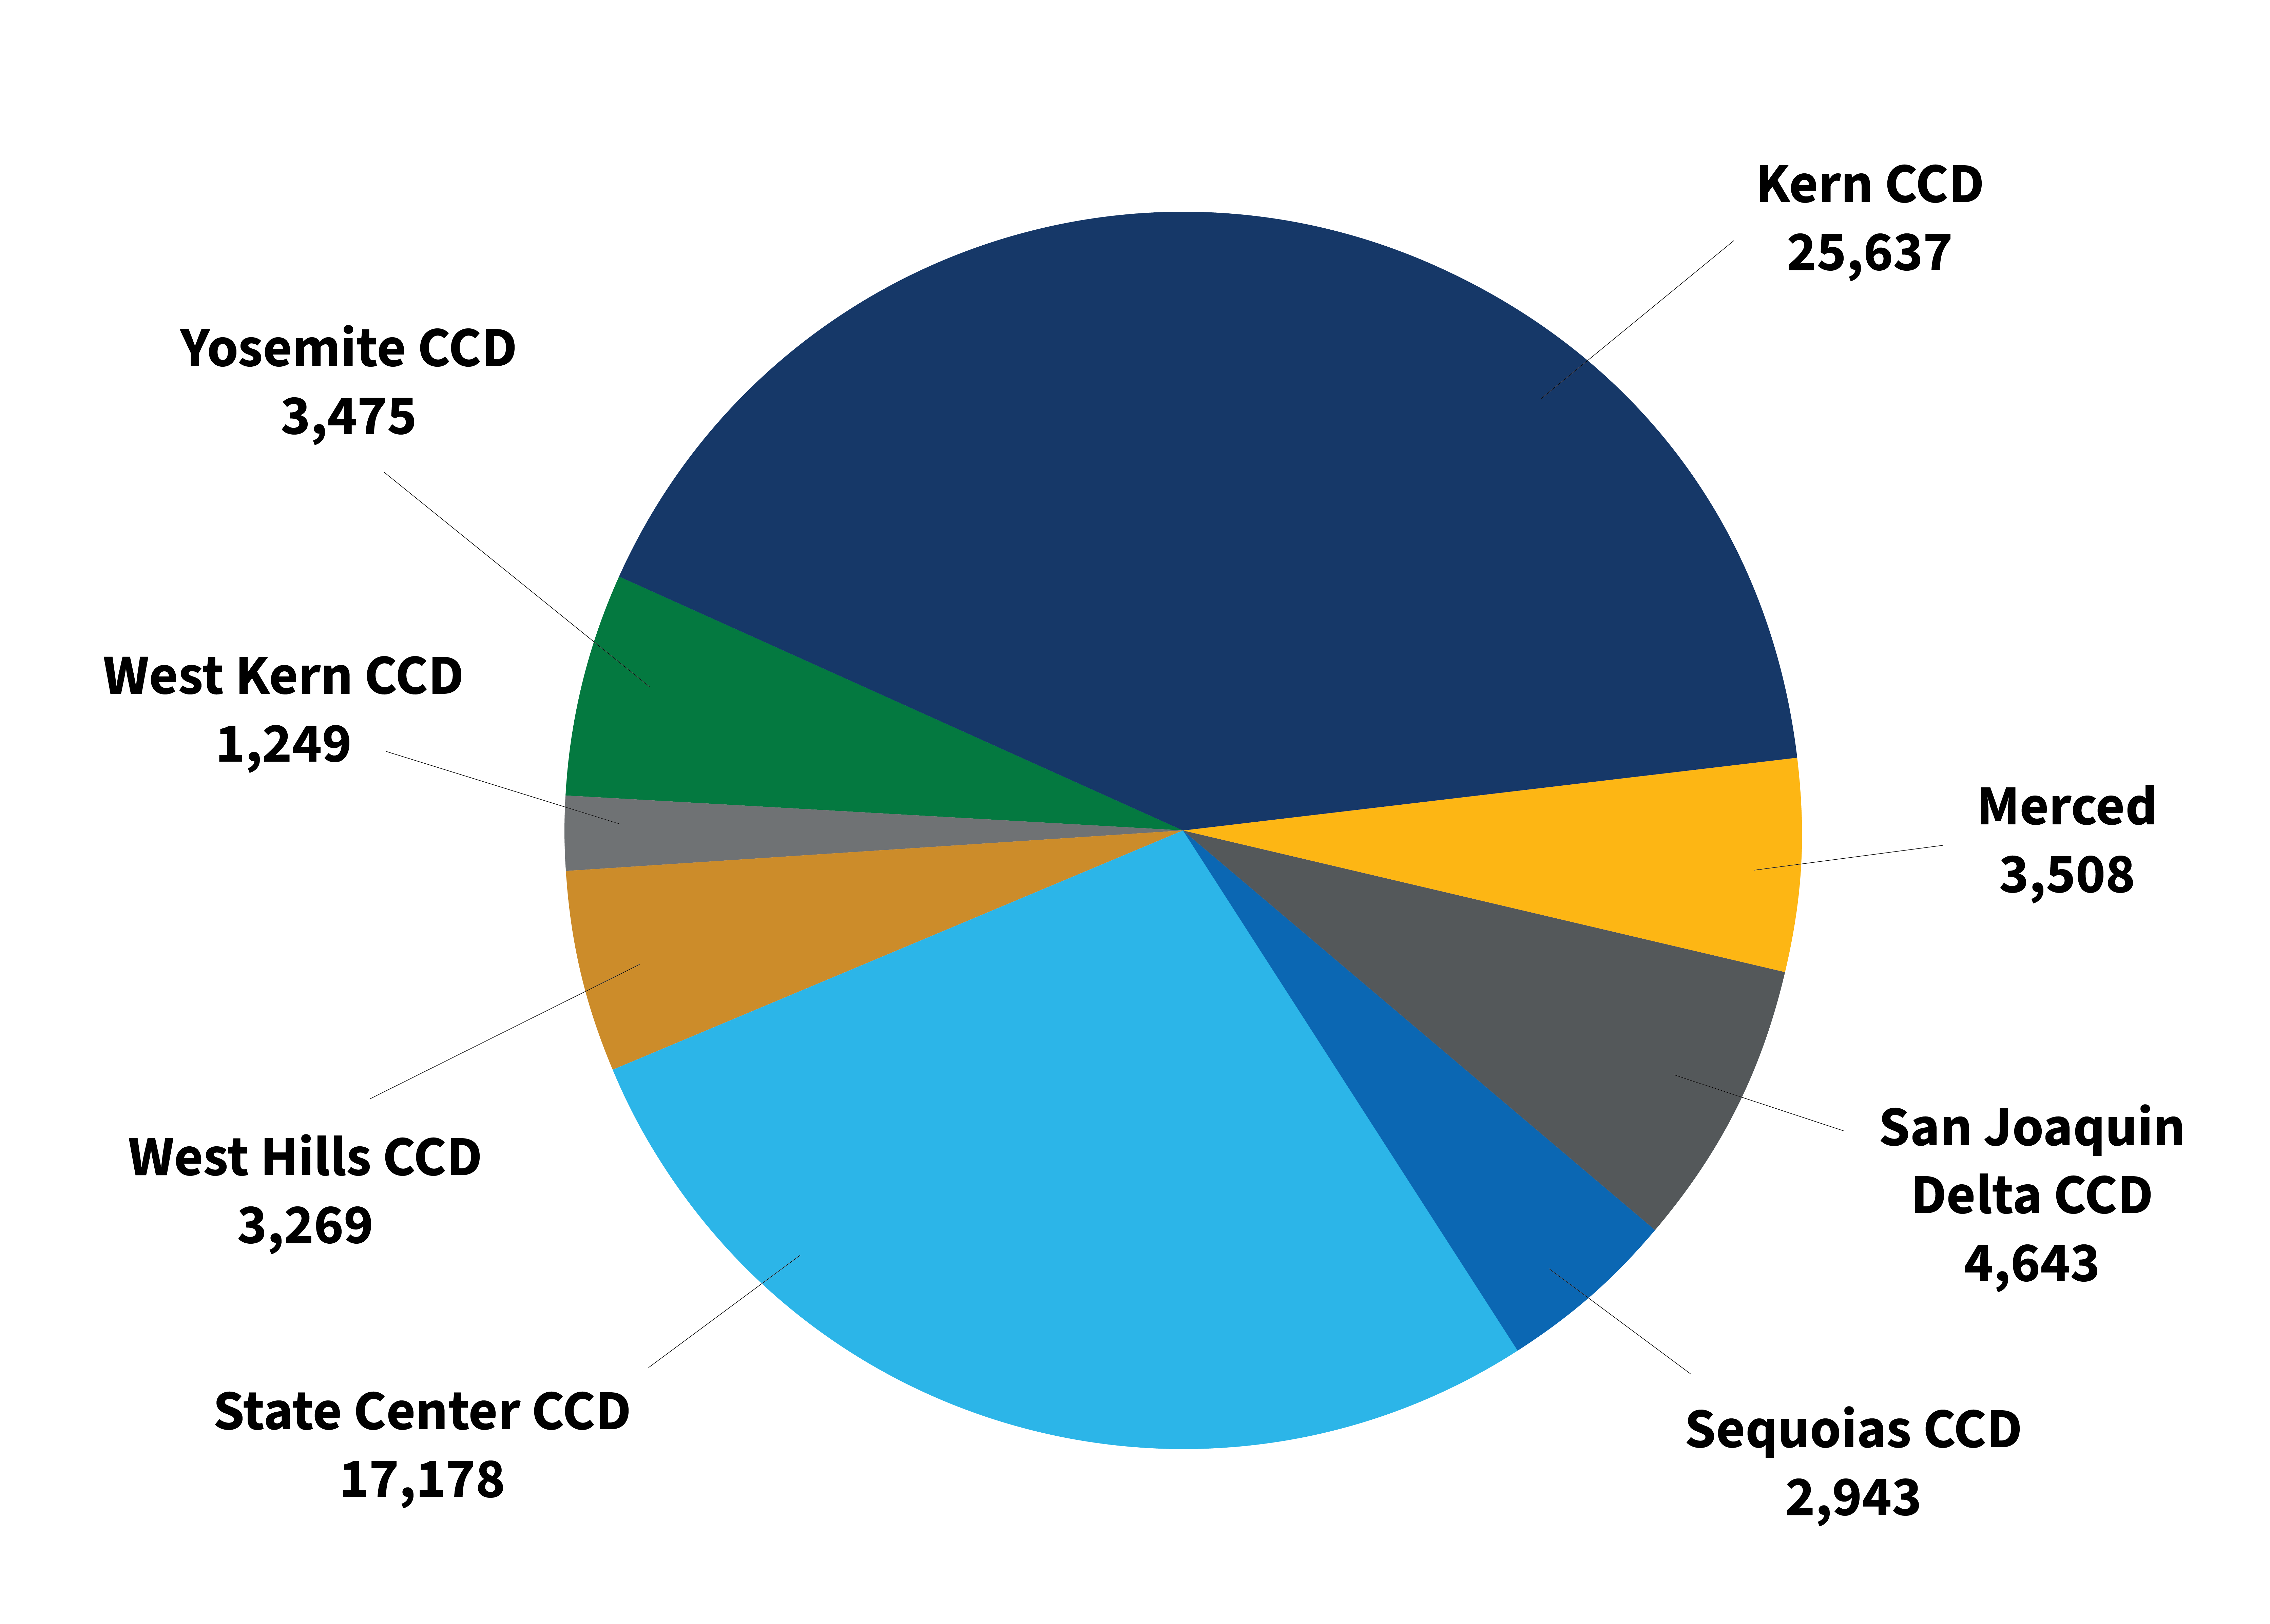 Kern CCD
25,637
Merced
3,508
San Joaquin
Delta CCD
4,643
Sequoias CCD
2,943
State Center CCD
17,178
West Hills CCD
3,269
West Kern CCD
1,249
Yosemite CCD
3,475